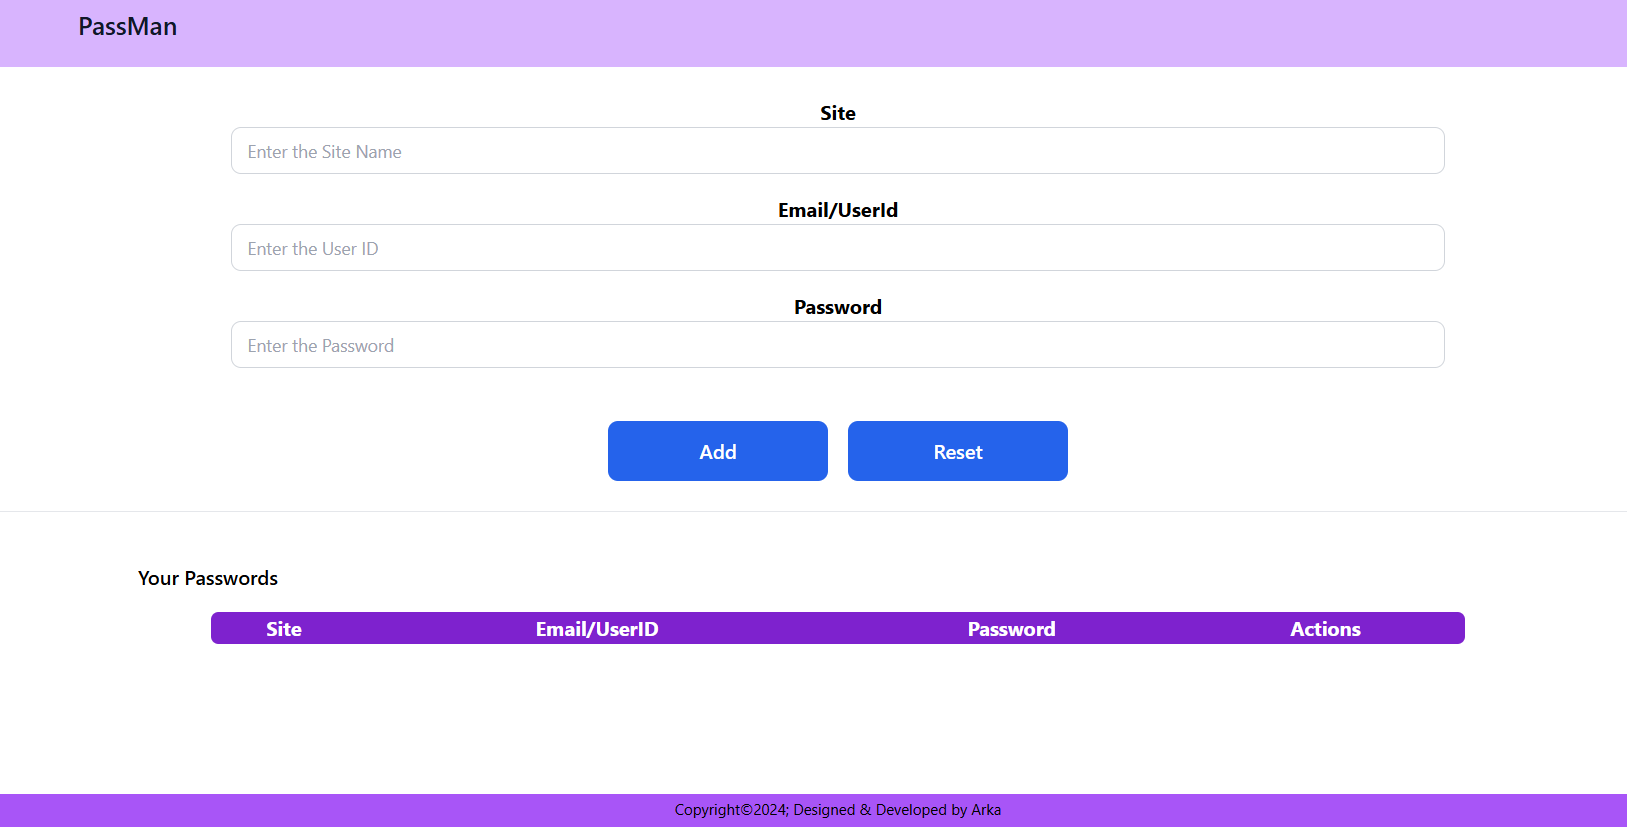 PassMan
Site
Enter the Site Name
Email/UserId
Enter the User ID
Password
Enter the Password
Add Reset
Your Passwords
Site Email/UserID Password Actions
Copyright©2024; Designed & Developed by Arka